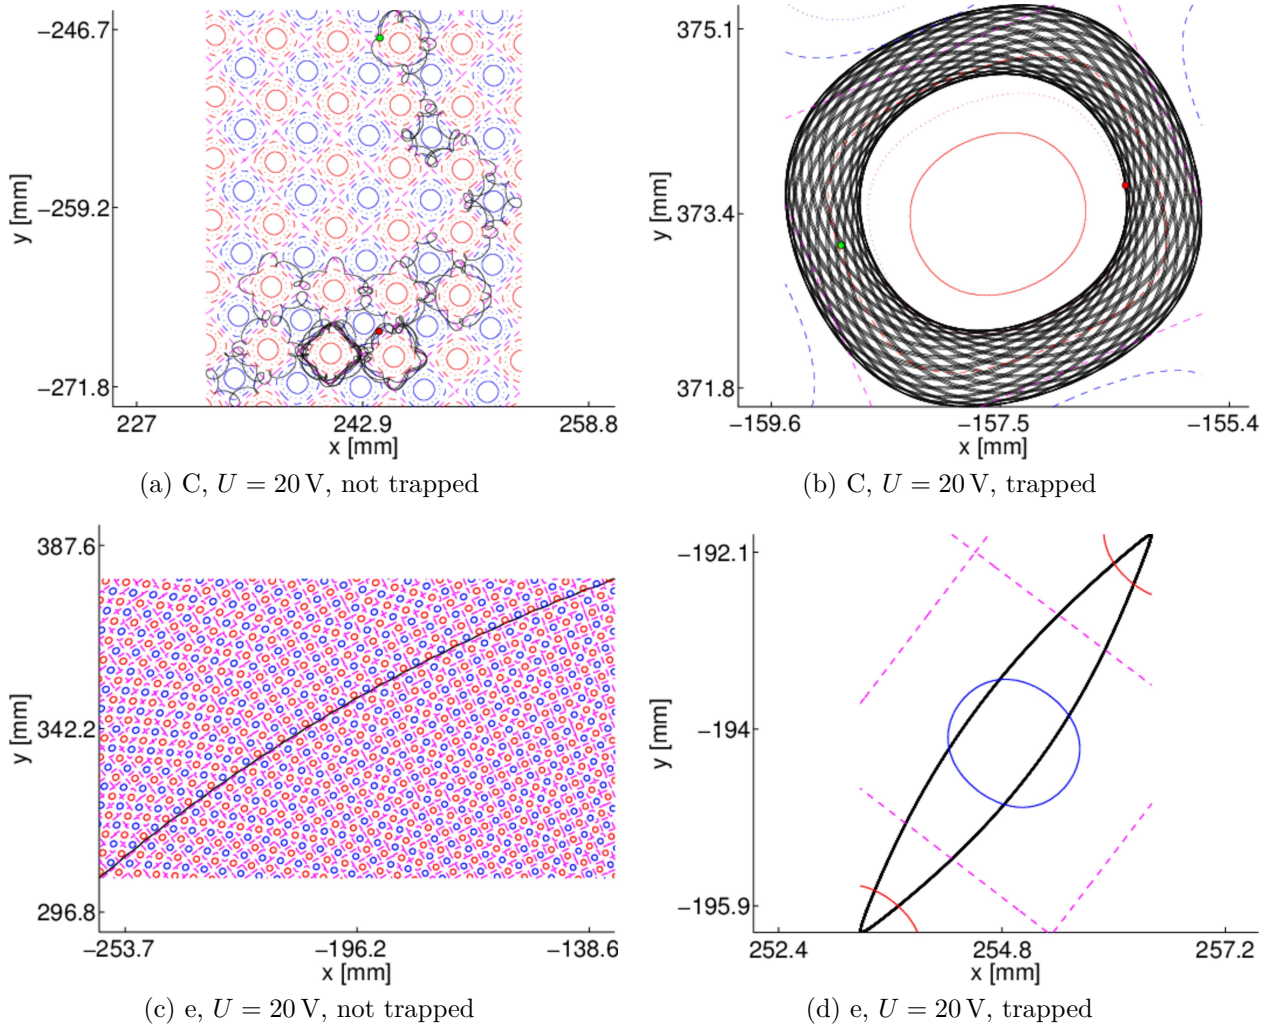 −246.7
−259.2
−271.8
y [mm]
227 242.9 258.8
x [mm]
(a) C, U = 20 V, not trapped
375.1
373.4
371.8
y [mm]
−159.6 −157.5 −155.4
x [mm]
(b) C, U = 20 V, trapped
387.6
342.2
296.8
y [mm]
−253.7 −196.2 −138.6
x [mm]
(c) e, U = 20 V, not trapped
−192.1
−194
−195.9
y [mm]
252.4 254.8 257.2
x [mm]
(d) e, U = 20 V, trapped